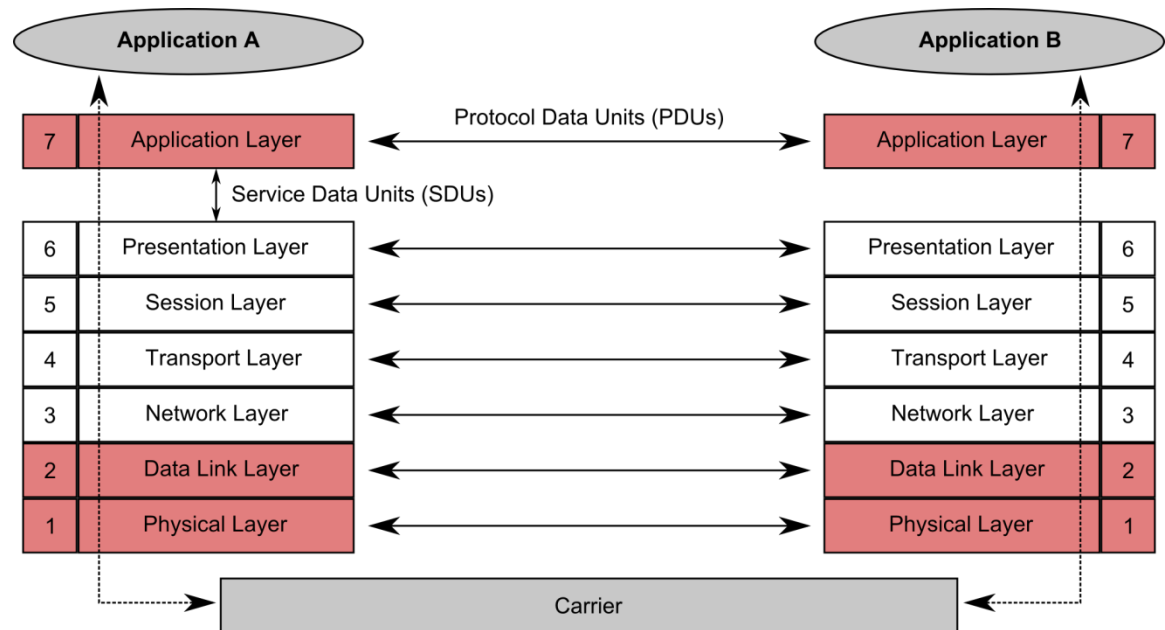 Application A
Application B
Protocol Data Units (PDUs)
7 Application Layer
Application Layer 7
Service Data Units (SDUs)
6 Presentation Layer
Presentation Layer 6
5 Session Layer
Session Layer 5
4 Transport Layer
Transport Layer 4
3 Network Layer
Network Layer 3
2 Data Link Layer
Data Link Layer 2
1 Physical Layer
Physical Layer 1
Carrier